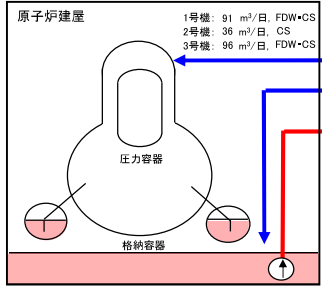 原子炉建屋
1号機: 91 m³/日, FDW・CS
2号機: 36 m³/日, CS
3号機: 96 m³/日, FDW・CS
圧力容器
格納容器